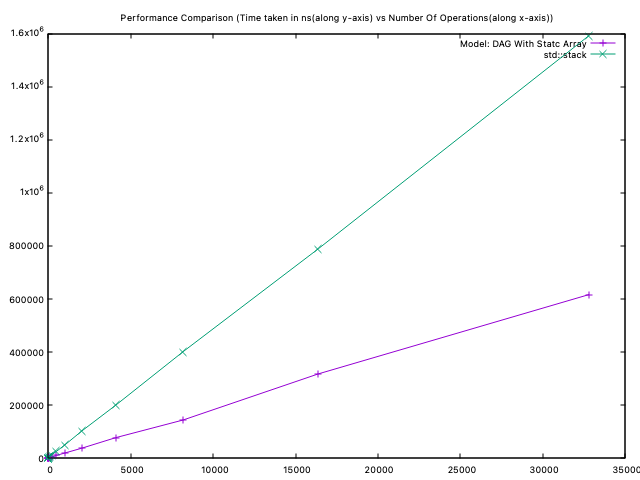 Performance Comparison (Time taken in ns(along y-axis) vs Number Of Operations(along x-axis))
1.6x10⁶
Model: DAG With Statc Array
std::stack
1.4x10⁶
1.2x10⁶
1x10⁶
800000
600000
400000
200000
0
0 5000 10000 15000 20000 25000 30000 35000